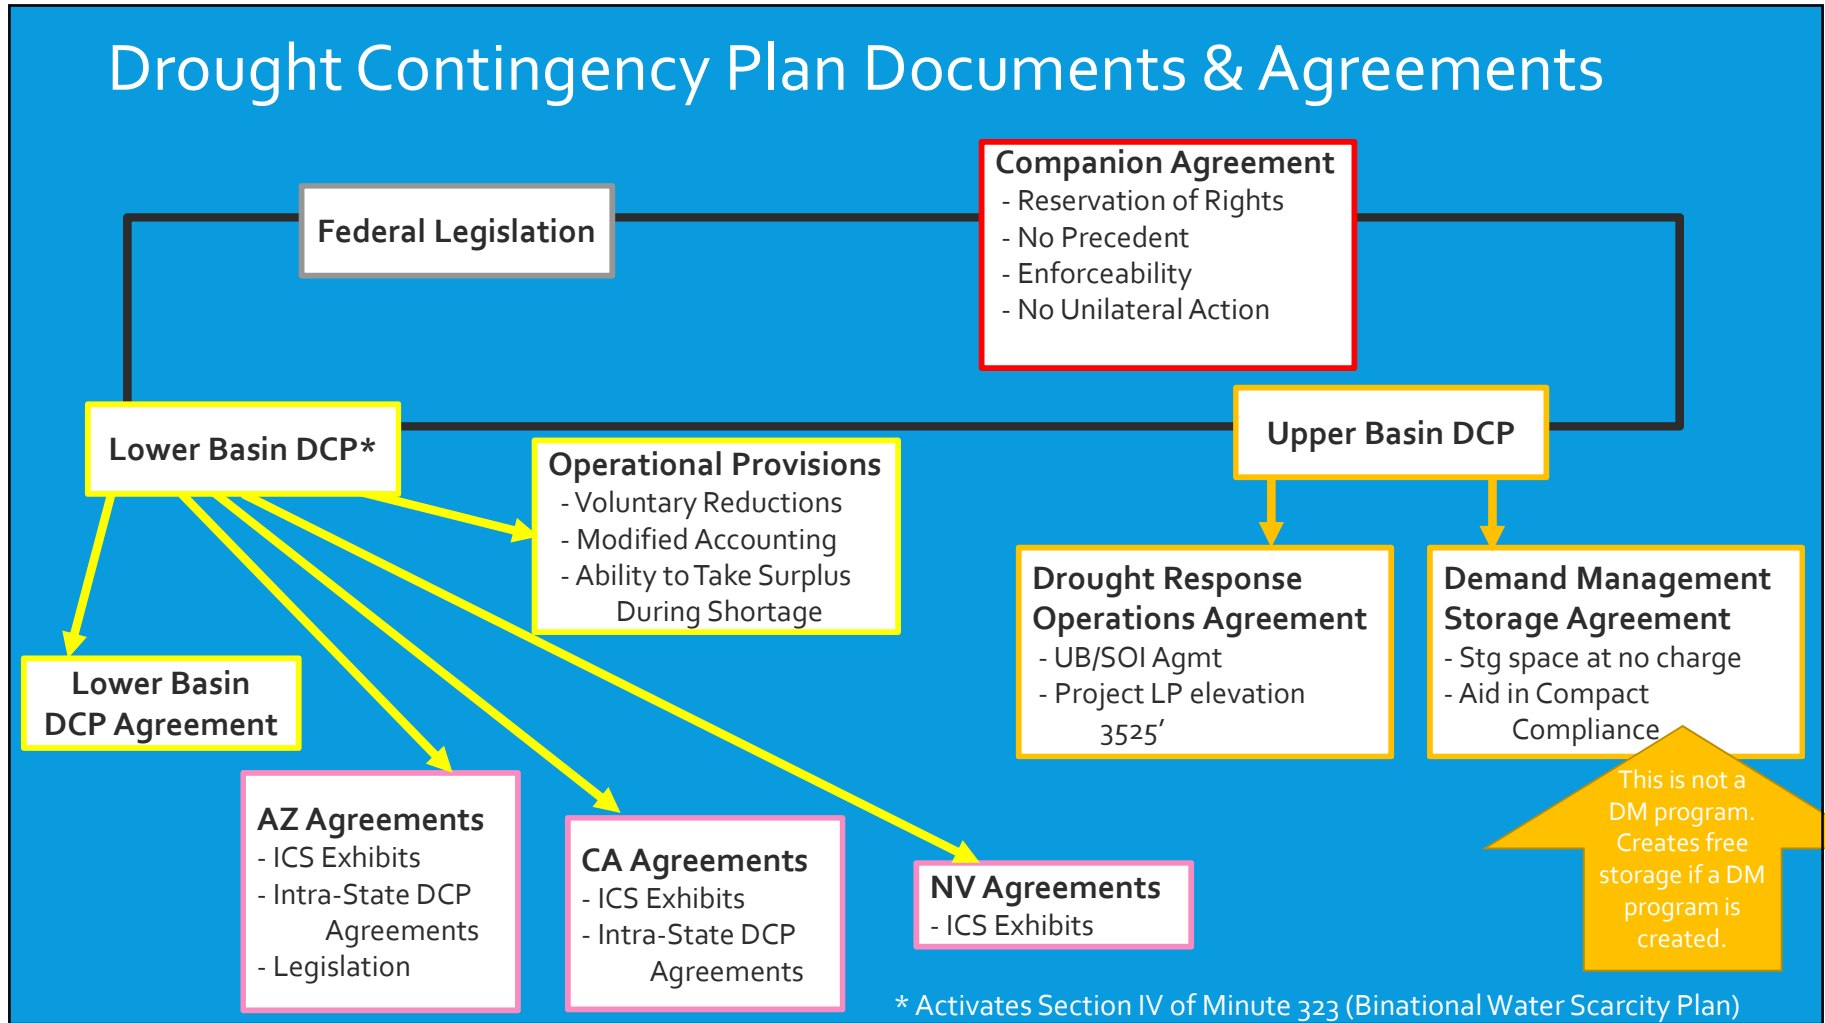 Drought Contingency Plan Documents & Agreements
Federal Legislation
Companion Agreement
- Reservation of Rights
- No Precedent
- Enforceability
- No Unilateral Action
Lower Basin DCP*
Upper Basin DCP
Operational Provisions
- Voluntary Reductions
- Modified Accounting
- Ability to Take Surplus
During Shortage
Drought Response
Operations Agreement
- UB/SOI Agmt
- Project LP elevation
3525’
Demand Management
Storage Agreement
- Stg space at no charge
- Aid in Compact
Compliance
This is not a
DM program.
Creates free
storage if a DM
program is
created.
Lower Basin
DCP Agreement
AZ Agreements
- ICS Exhibits
- Intra-State DCP
Agreements
- Legislation
CA Agreements
- ICS Exhibits
- Intra-State DCP
Agreements
NV Agreements
- ICS Exhibits
* Activates Section IV of Minute 323 (Binational Water Scarcity Plan)